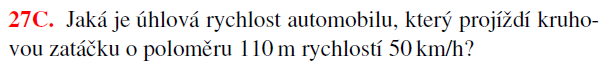 27C. Jaká je úhlová rychlost automobilu, který projíždí kruho-
vou zatáčku o poloměru 110 m rychlostí 50 km/h?